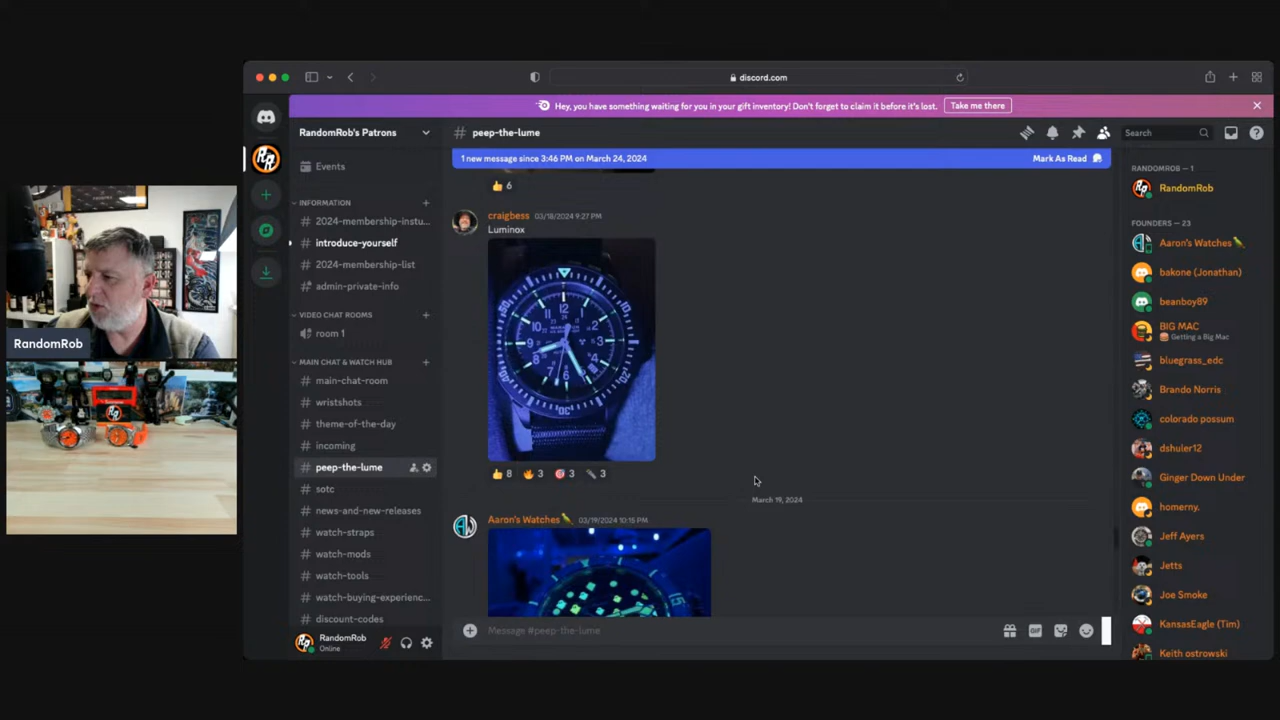 discord.com
Hey, you have something waiting for you in your gift inventory! Don't forget to claim it before it's lost.
Take me there
RandomRob's Patrons
# peep-the-lume
Search
1 new message since 3:46 PM on March 24, 2024
Mark As Read
Events
INFORMATION
# 2024-membership-instu...
# introduce-yourself
# 2024-membership-list
# admin-private-info
VIDEO CHAT ROOMS
room 1
MAIN CHAT & WATCH HUB
# main-chat-room
# wristshots
# theme-of-the-day
# incoming
# peep-the-lume
# sotc
# news-and-new-releases
# watch-straps
# watch-mods
# watch-tools
# watch-buying-experienc...
# discount-codes
RandomRob
Online
👍 6
craigbess 03/18/2024 9:27 PM
Luminox
👍 8 🔥 3 🎯 3 🔦 3
March 19, 2024
Aaron's Watches 03/19/2024 10:15 PM
Message #peep-the-lume
GIF
RANDOMROB — 1
RandomRob
FOUNDERS — 23
Aaron's Watches
bakone (Jonathan)
beanboy89
BIG MAC
Getting a Big Mac
bluegrass_edc
Brando Norris
colorado possum
dshuler12
Ginger Down Under
homerny.
Jeff Ayers
Jetts
Joe Smoke
KansasEagle (Tim)
Keith ostrowski
RandomRob